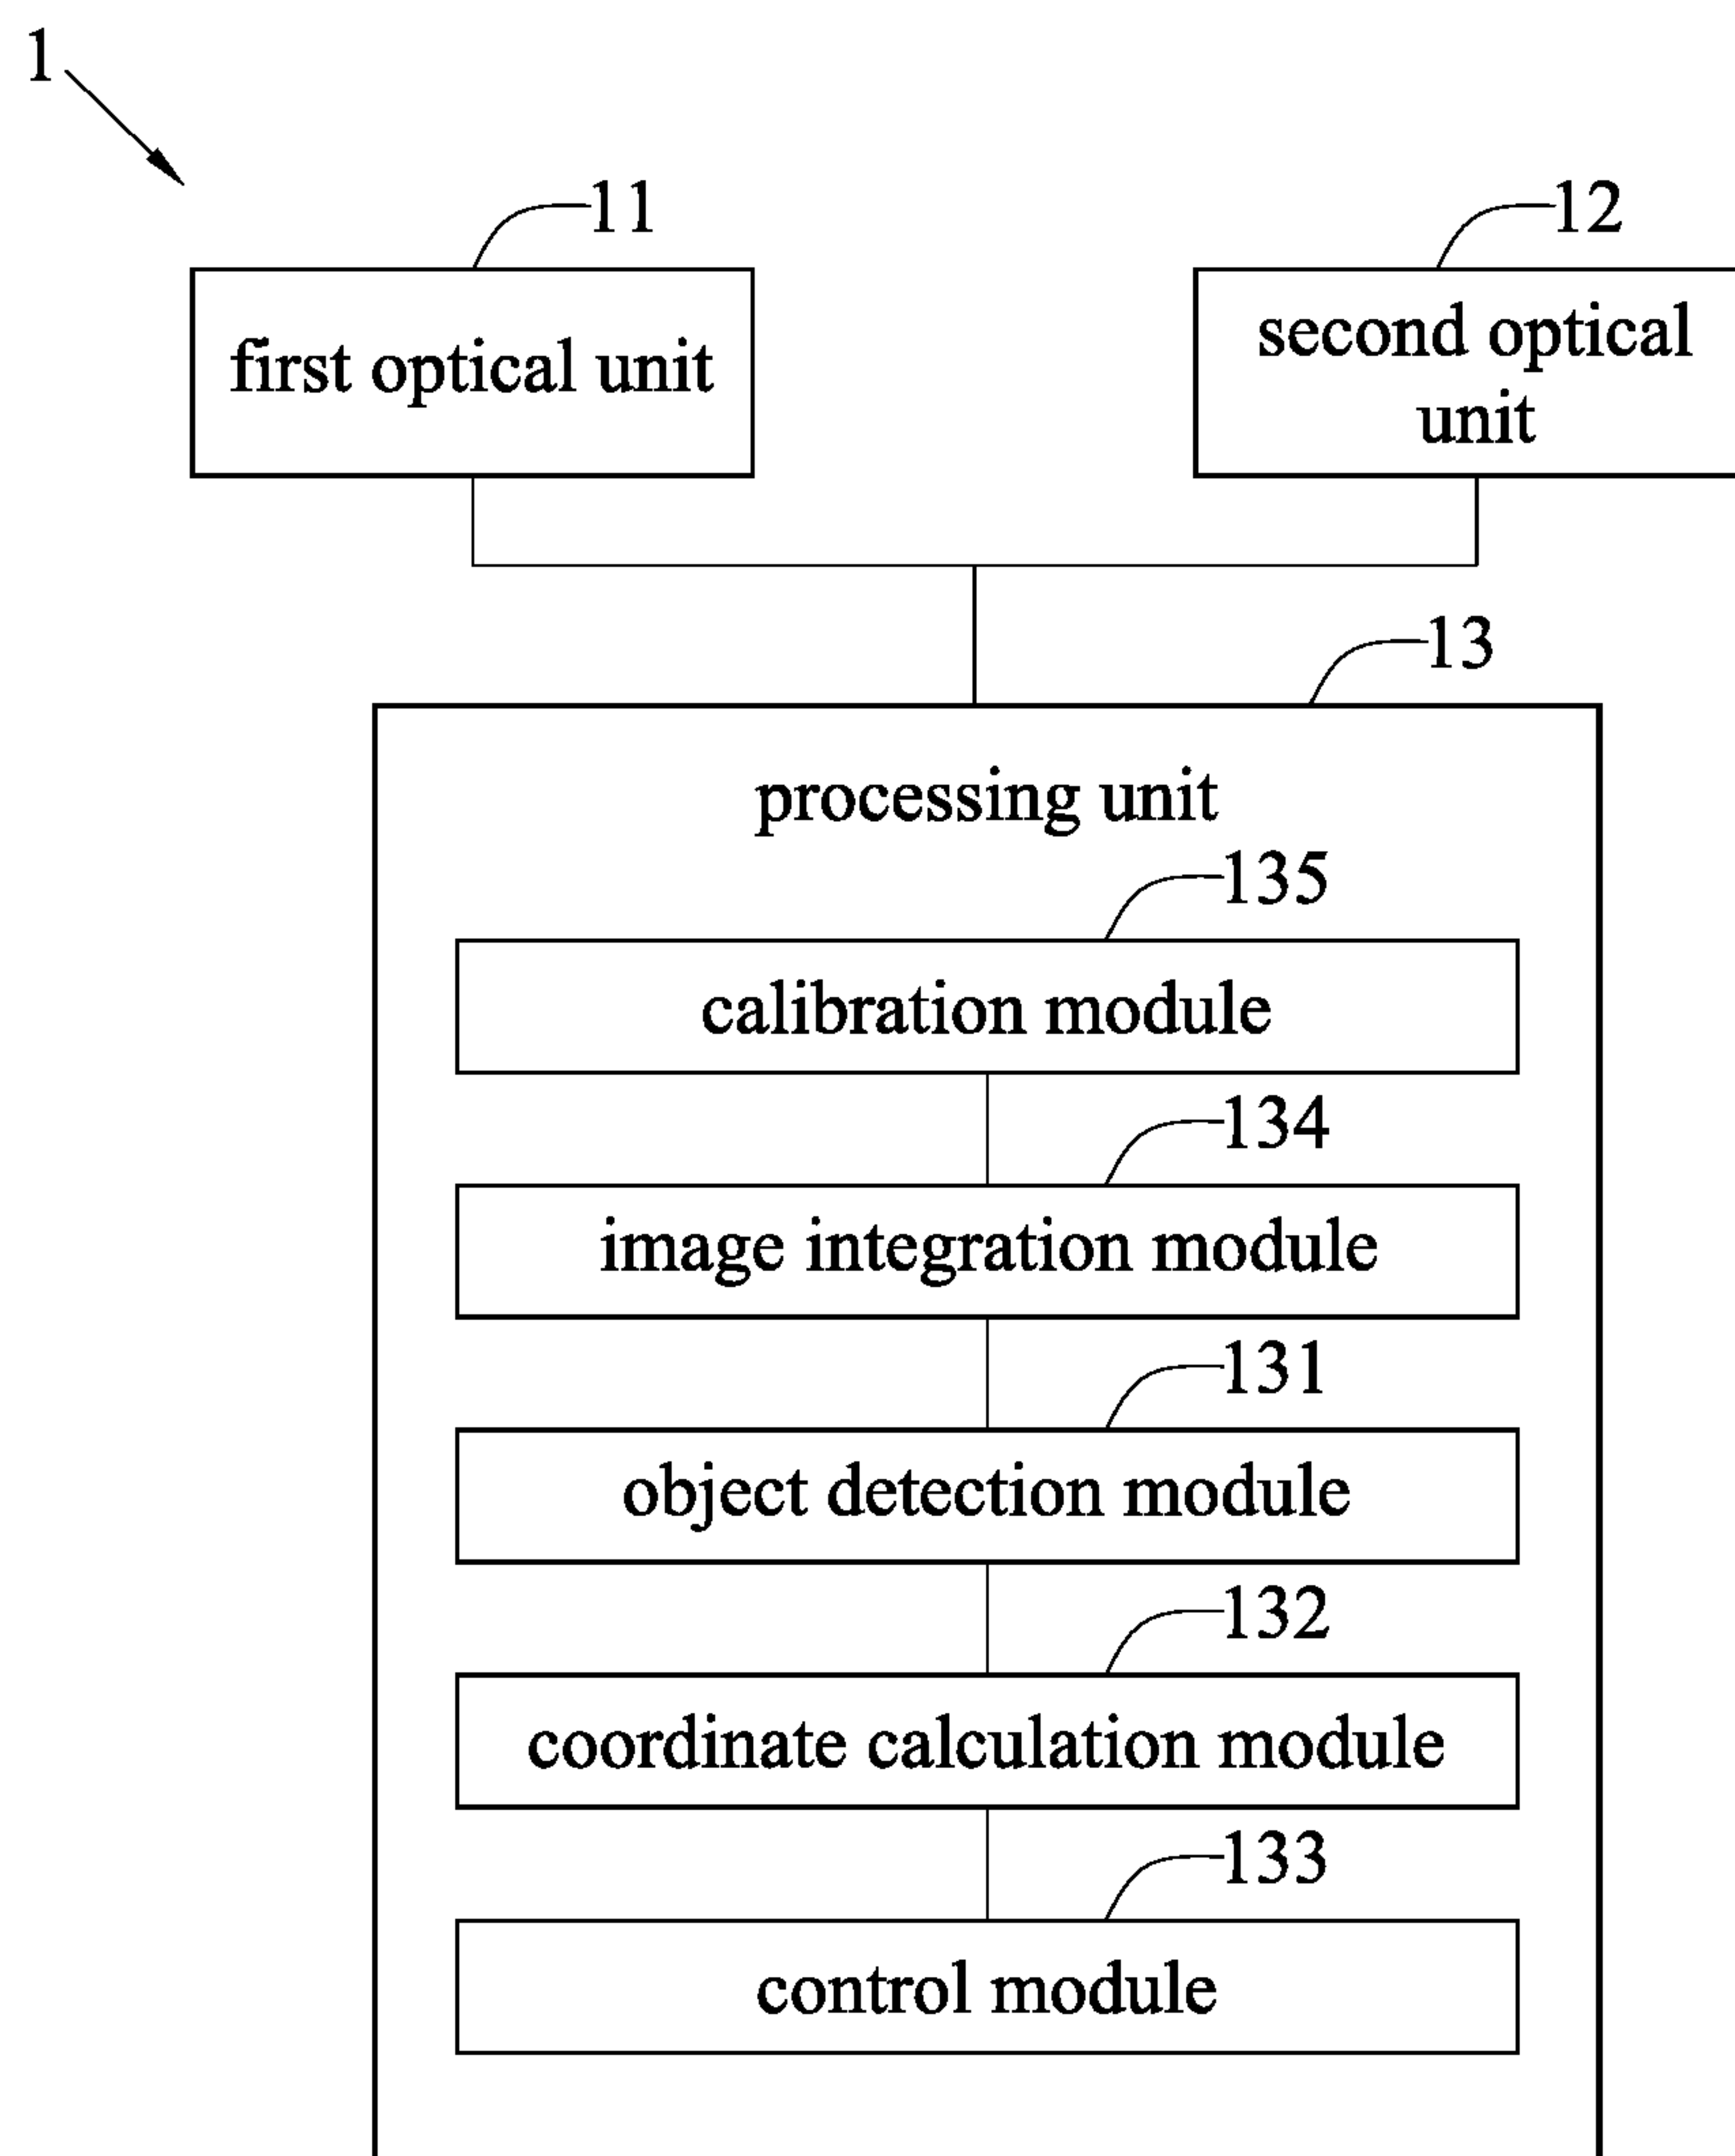 1
11
12
first optical unit
second optical
unit
13
processing unit
135
calibration module
134
image integration module
131
object detection module
132
coordinate calculation module
133
control module